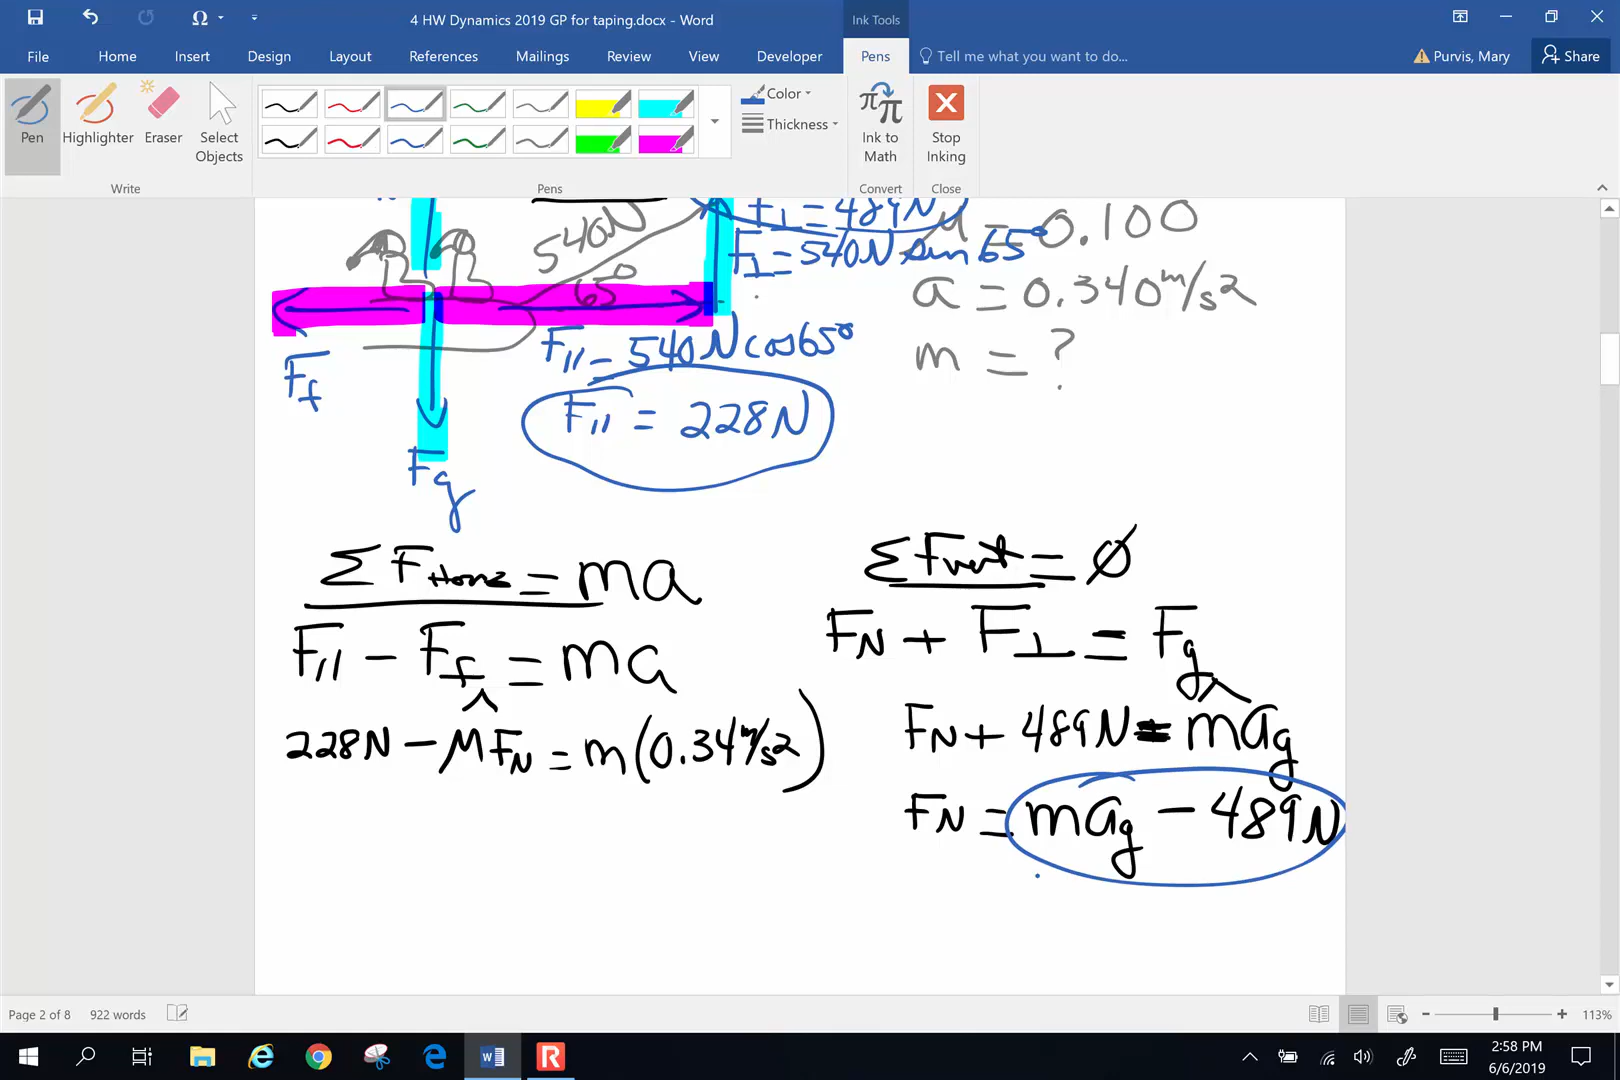 4 HW Dynamics 2019 GP for taping.docx - Word
Ink Tools
File Home Insert Design Layout References Mailings Review View Developer Pens Tell me what you want to do... Purvis, Mary Share
Pen Highlighter Eraser Select Objects
Color
Thickness
Ink to Math
Stop Inking
Write Pens Convert Close
540N
65°
F⊥ = 489N
F⊥ = 540N sin 65°
μ = 0.100
a = 0.340 m/s2
m = ?
Ff
F// = 540N cos65°
F// = 228N
Fg
ΣFHorz = ma
F// - Ff = ma
228N - μFN = m(0.34 m/s2)
ΣFvert = ∅
FN + F⊥ = Fg
FN + 489N = mag
FN = mag - 489N
Page 2 of 8 922 words 113%
2:58 PM
6/6/2019